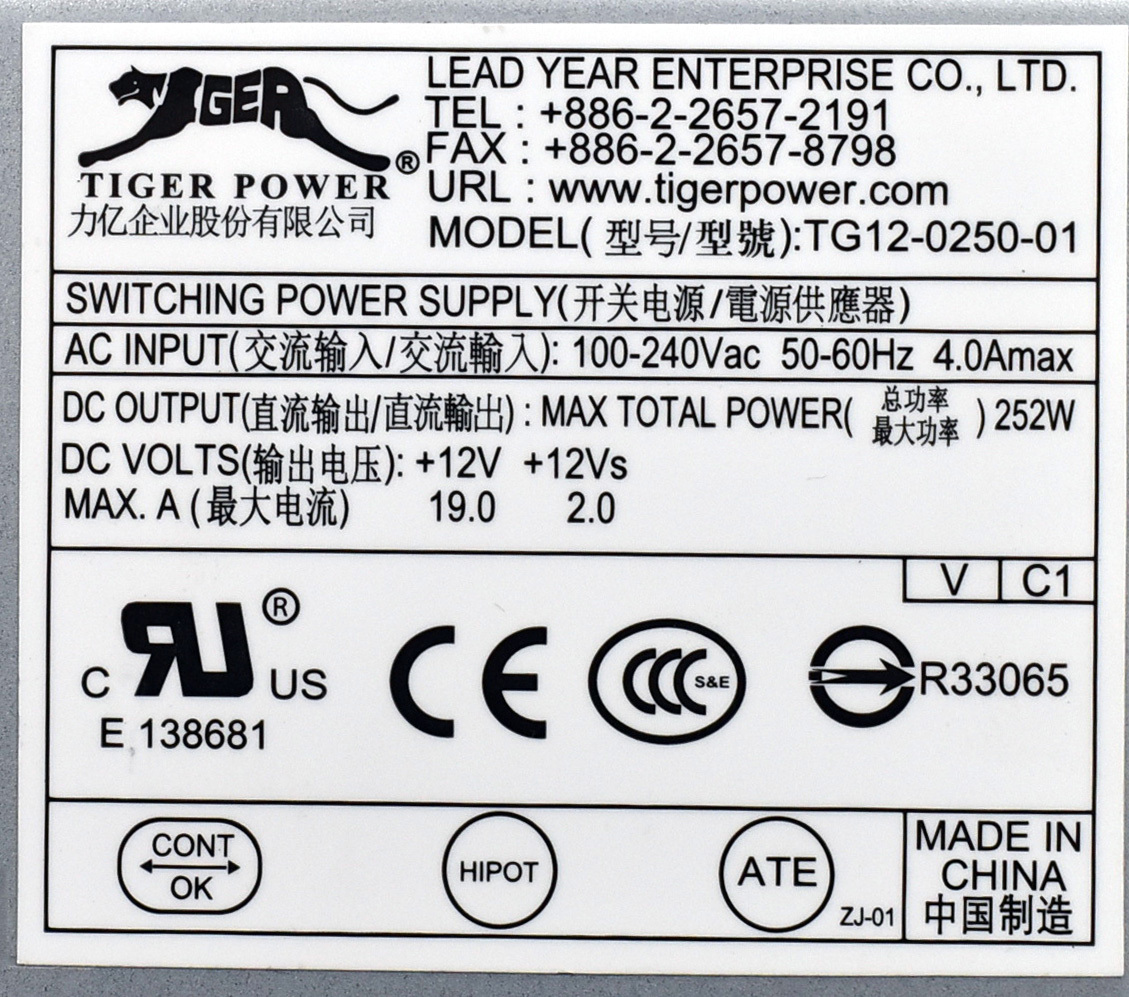 TIGER
®
TIGER POWER
力亿企业股份有限公司
LEAD YEAR ENTERPRISE CO., LTD.
TEL : +886-2-2657-2191
FAX : +886-2-2657-8798
URL : www.tigerpower.com
MODEL( 型号/型號):TG12-0250-01
SWITCHING POWER SUPPLY(开关电源/電源供應器)
AC INPUT(交流输入/交流輸入): 100-240Vac 50-60Hz 4.0Amax
DC OUTPUT(直流输出/直流輸出) : MAX TOTAL POWER( 总功率 最大功率 ) 252W
DC VOLTS(输出电压): +12V +12Vs
MAX. A (最大电流) 19.0 2.0
V C1
C RU ® US
E 138681
CE
CCC S&E
R33065
CONT
OK
HIPOT
ATE
ZJ-01
MADE IN
CHINA
中国制造